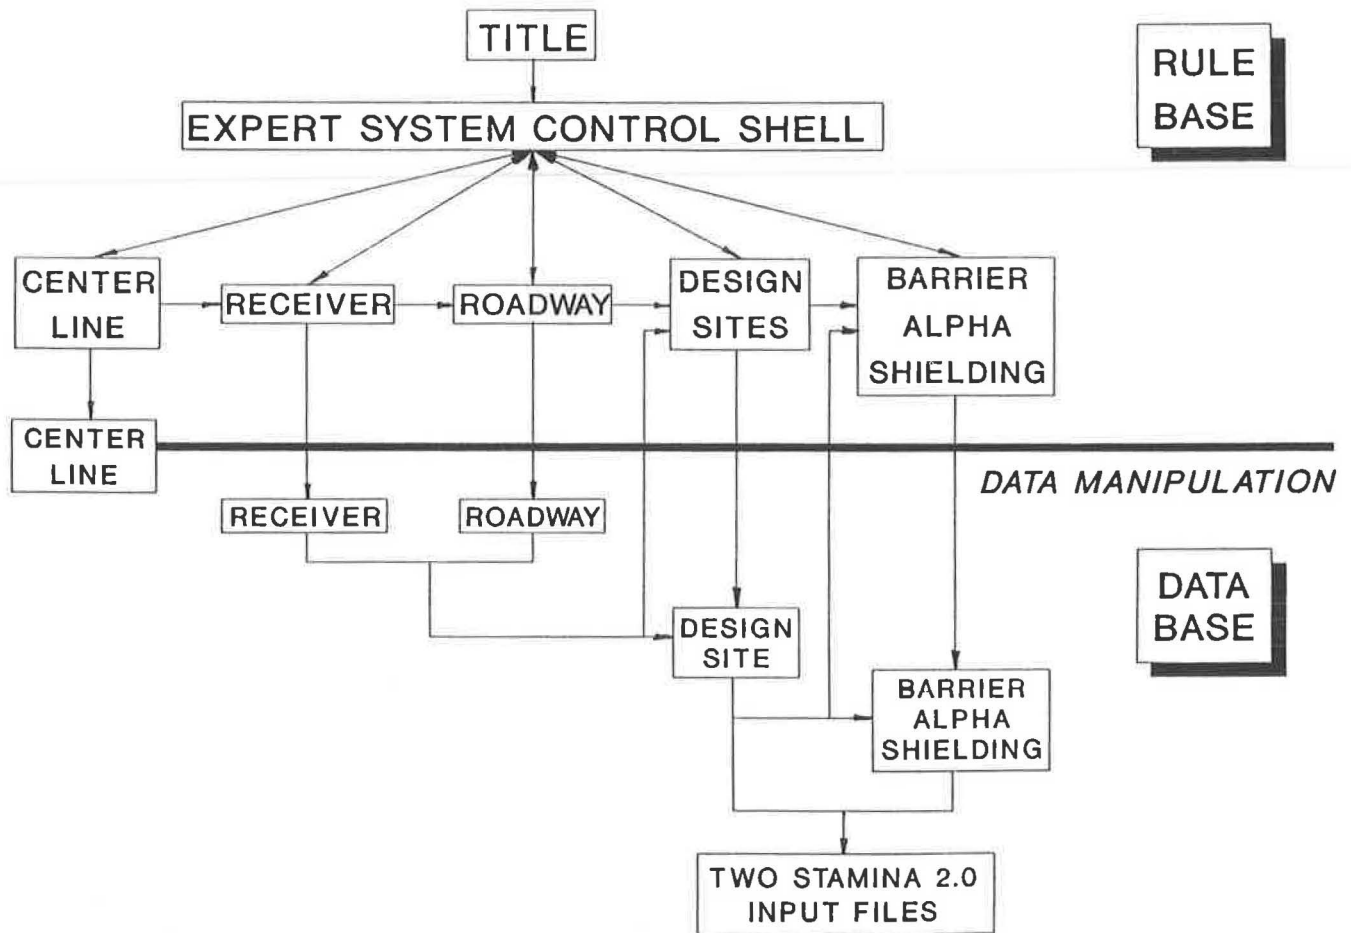 TITLE
RULE
BASE
EXPERT SYSTEM CONTROL SHELL
CENTER
LINE
RECEIVER
ROADWAY
DESIGN
SITES
BARRIER
ALPHA
SHIELDING
CENTER
LINE
DATA MANIPULATION
RECEIVER
ROADWAY
DATA
BASE
DESIGN
SITE
BARRIER
ALPHA
SHIELDING
TWO STAMINA 2.0
INPUT FILES